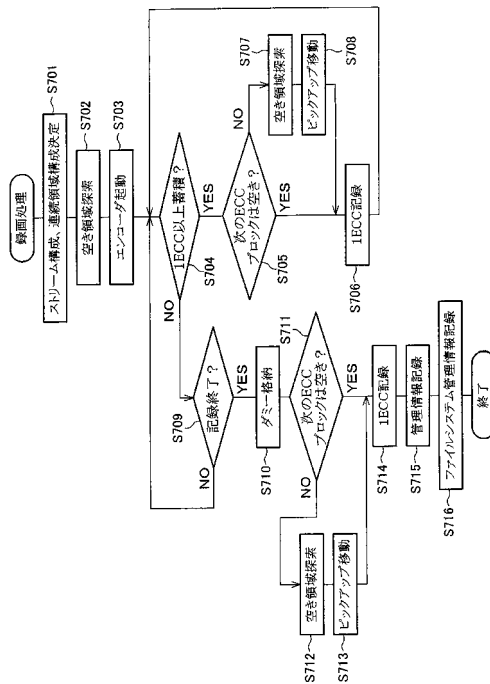 録画処理
S701
ストリーム構成、連続領域構成決定
S702
空き領域探索
S703
エンコーダ起動
1ECC以上蓄積？
S704
YES
NO
次のECC
ブロックは空き？
S705
YES
NO
S707
空き領域探索
S708
ピックアップ移動
1ECC記録
S706
S709
記録終了？
NO
YES
ダミー格納
S710
S711
次のECC
ブロックは空き？
NO
YES
空き領域探索
S712
ピックアップ移動
S713
1ECC記録
S714
管理情報記録
S715
ファイルシステム管理情報記録
S716
終了